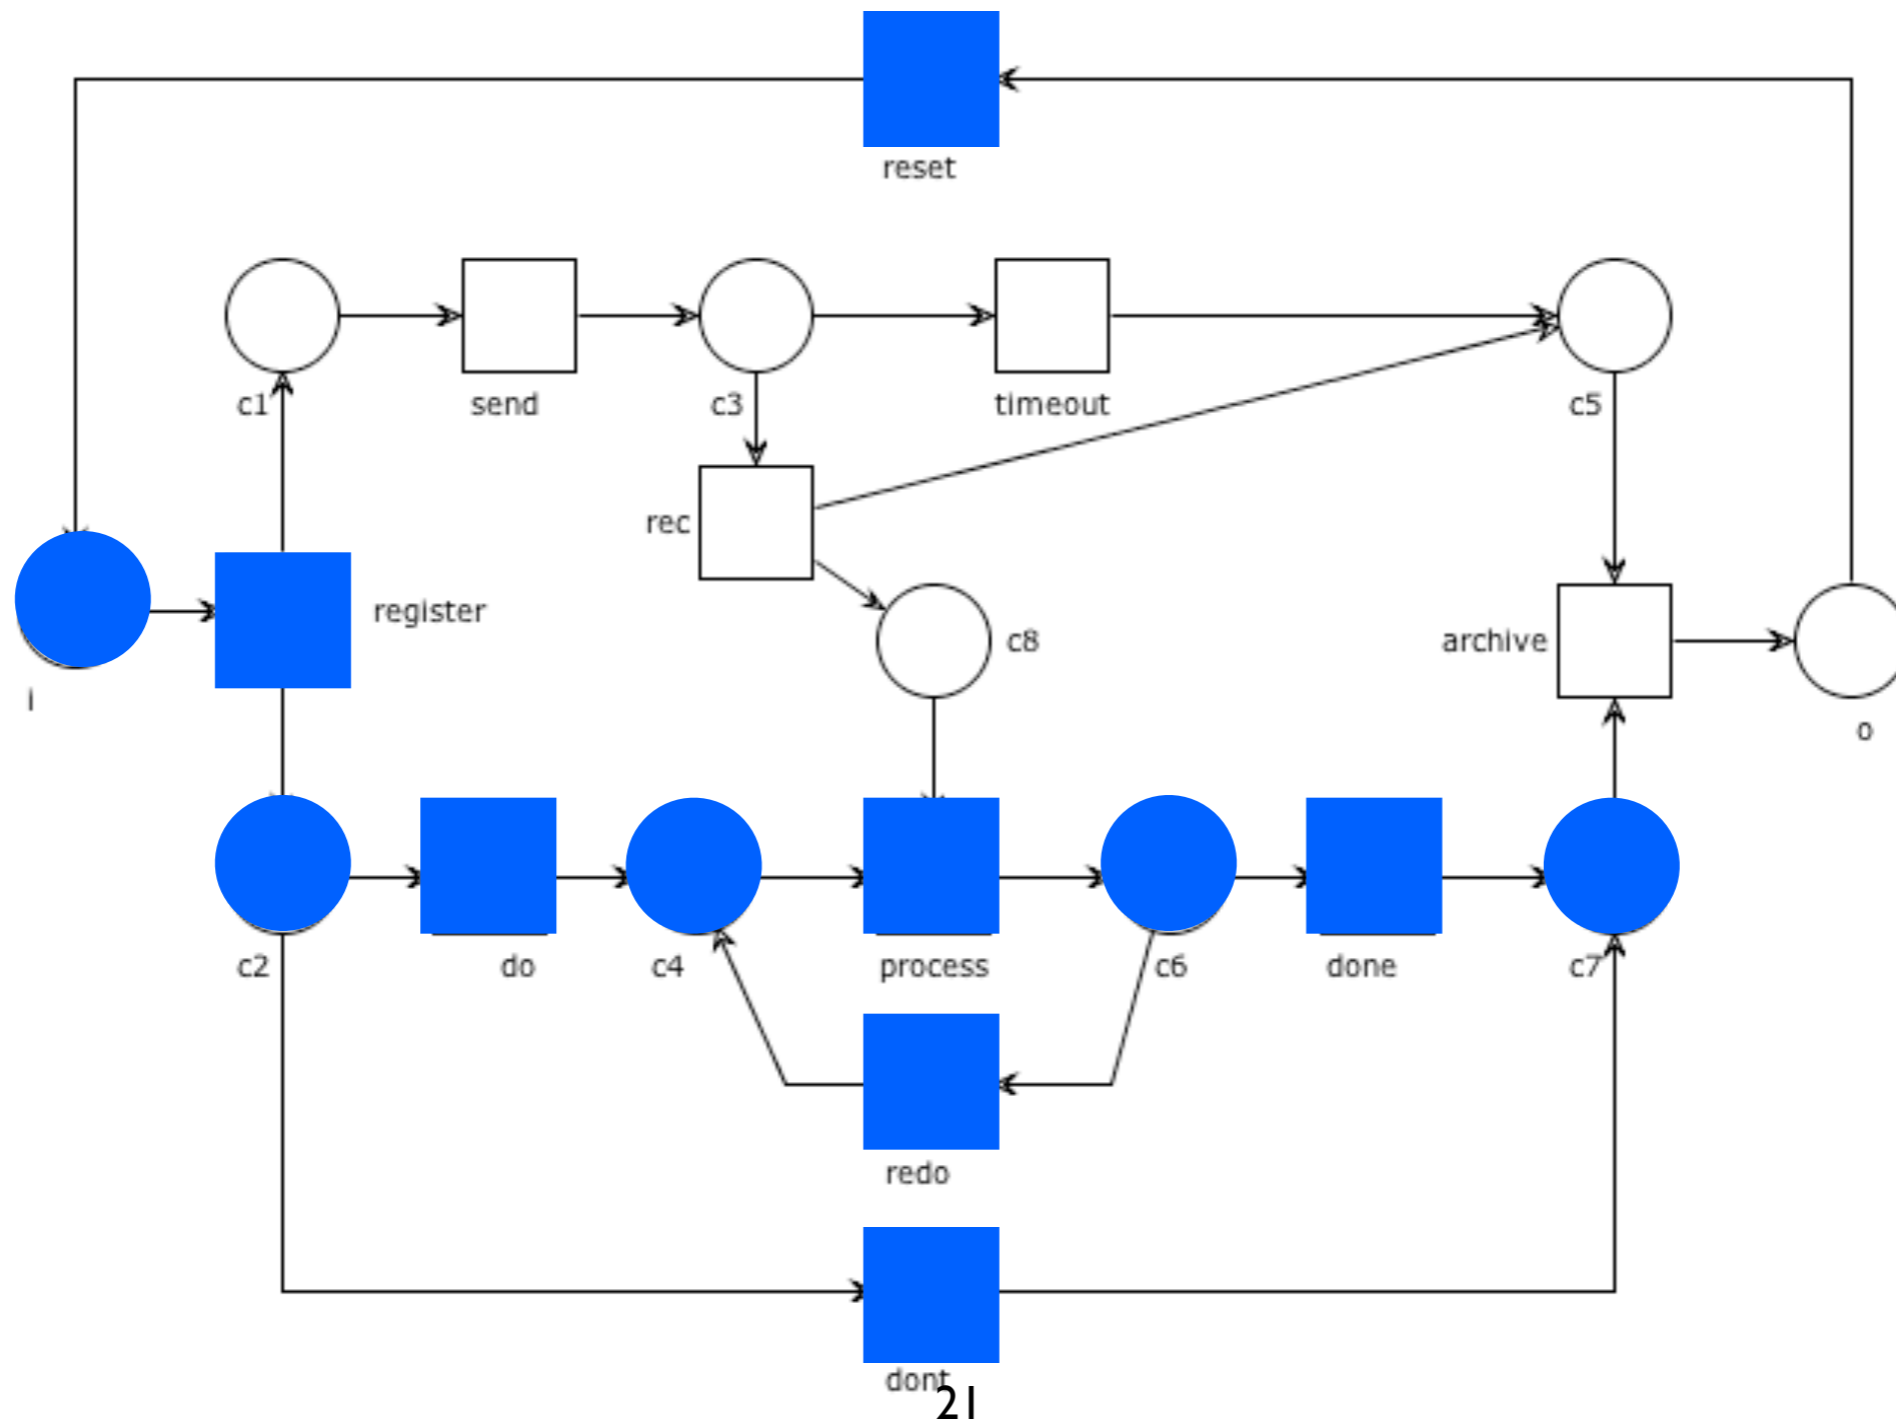 reset
c1
send
c3
timeout
c5
rec
register
c8
archive
i
o
c2
do
c4
process
c6
done
c7
redo
dont
21